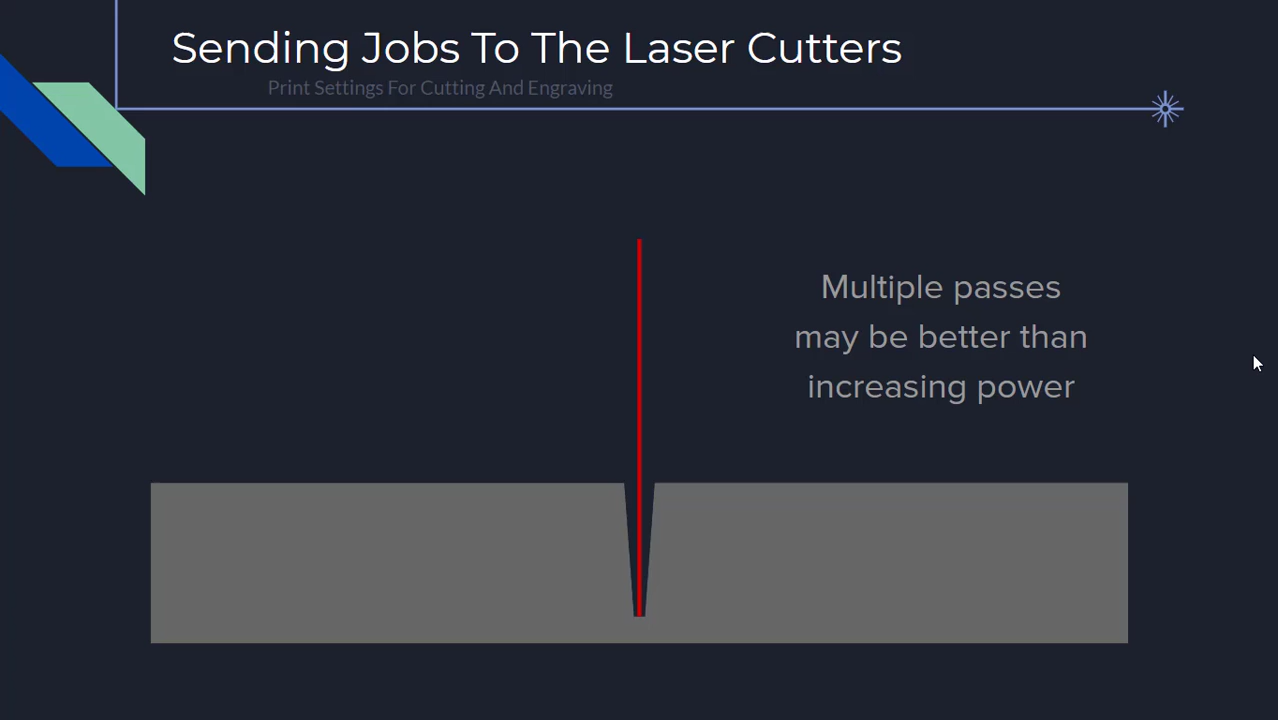 Sending Jobs To The Laser Cutters
Print Settings For Cutting And Engraving
Multiple passes
may be better than
increasing power